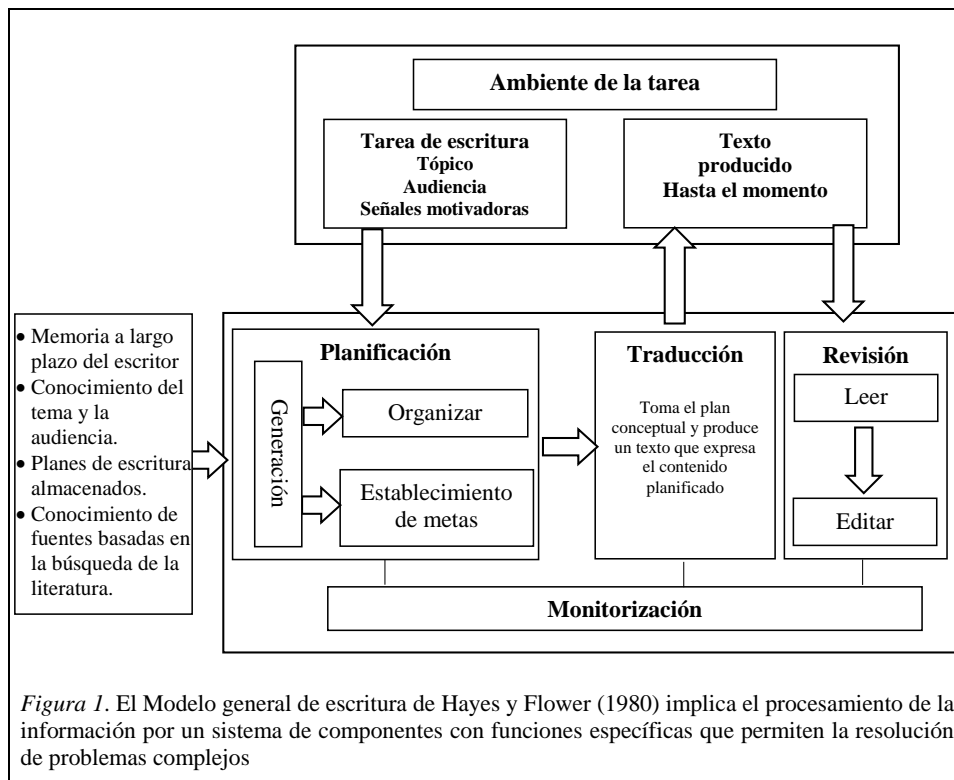 Ambiente de la tarea
Tarea de escritura
Tópico
Audiencia
Señales motivadoras
Texto
producido
Hasta el momento
• Memoria a largo
plazo del escritor
• Conocimiento del
tema y la
audiencia.
• Planes de escritura
almacenados.
• Conocimiento de
fuentes basadas en
la búsqueda de la
literatura.
Planificación
Generación
Organizar
Establecimiento
de metas
Traducción
Toma el plan
conceptual y produce
un texto que expresa
el contenido
planificado
Revisión
Leer
Editar
Monitorización
Figura 1. El Modelo general de escritura de Hayes y Flower (1980) implica el procesamiento de la
información por un sistema de componentes con funciones específicas que permiten la resolución
de problemas complejos